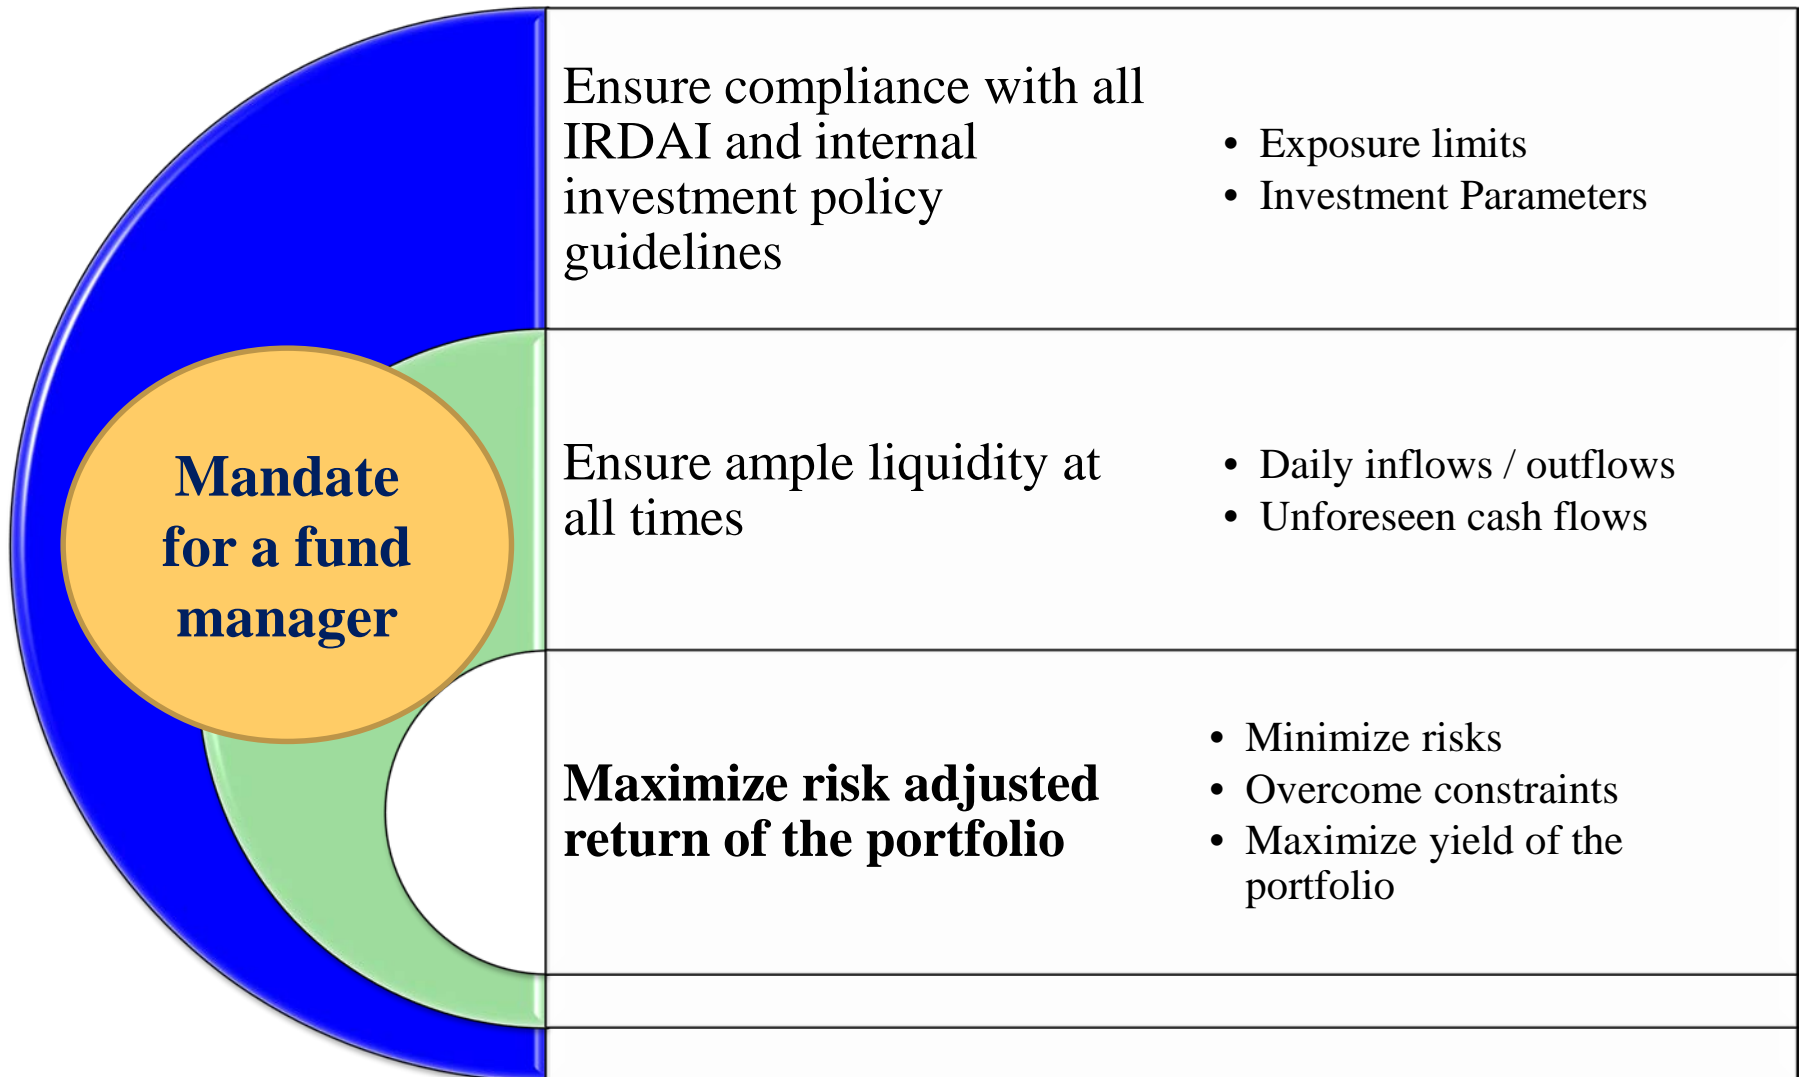 Ensure compliance with all
IRDAI and internal
investment policy
guidelines
• Exposure limits
• Investment Parameters
Mandate
for a fund
manager
Ensure ample liquidity at
all times
• Daily inflows / outflows
• Unforeseen cash flows
Maximize risk adjusted
return of the portfolio
• Minimize risks
• Overcome constraints
• Maximize yield of the
portfolio